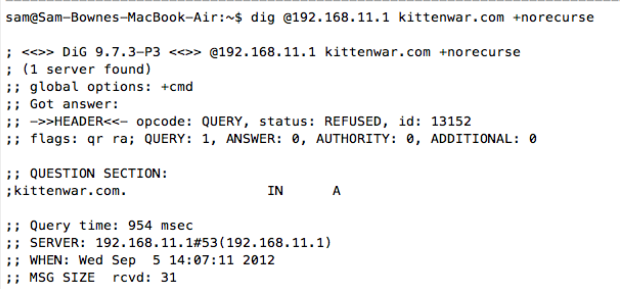 sam@Sam-Bownes-MacBook-Air:~$ dig @192.168.11.1 kittenwar.com +norecurse
; <<>> DiG 9.7.3-P3 <<>> @192.168.11.1 kittenwar.com +norecurse
; (1 server found)
;; global options: +cmd
;; Got answer:
;; ->>HEADER<<- opcode: QUERY, status: REFUSED, id: 13152
;; flags: qr ra; QUERY: 1, ANSWER: 0, AUTHORITY: 0, ADDITIONAL: 0
;; QUESTION SECTION:
;kittenwar.com. IN A
;; Query time: 954 msec
;; SERVER: 192.168.11.1#53(192.168.11.1)
;; WHEN: Wed Sep  5 14:07:11 2012
;; MSG SIZE  rcvd: 31